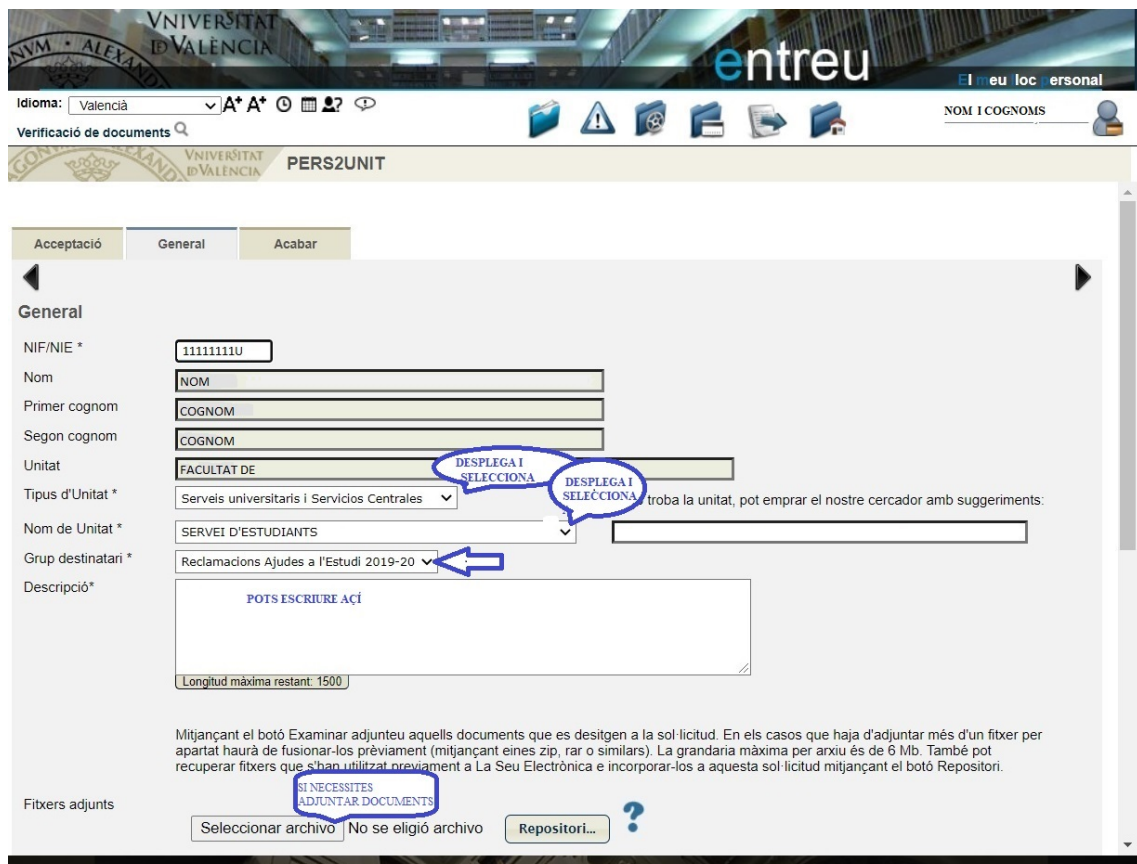 NVM · ALEXAND
VNIVERSITAT
IDVALÈNCIA
entreu
El meu lloc personal
Idioma: Valencià A+ A+
NOM I COGNOMS
Verificació de documents
VNIVERSITAT
IDVALÈNCIA
PERS2UNIT
Acceptació General Acabar
General
NIF/NIE * 11111111U
Nom NOM
Primer cognom COGNOM
Segon cognom COGNOM
Unitat FACULTAT DE
DESPLEGA I
SELECCIONA
DESPLEGA I
SELECCIONA
Tipus d'Unitat * Serveis universitaris i Servicios Centrales troba la unitat, pot emprar el nostre cercador amb suggeriments:
Nom de Unitat * SERVEI D'ESTUDIANTS
Grup destinatari * Reclamacions Ajudes a l'Estudi 2019-20
Descripció*
POTS ESCRIURE AÇÍ
Longitud màxima restant: 1500
Mitjançant el botó Examinar adjunteu aquells documents que es desitgen a la sol·licitud. En els casos que haja d'adjuntar més d'un fitxer per
apartat haurà de fusionar-los prèviament (mitjançant eines zip, rar o similars). La grandaria màxima per arxiu és de 6 Mb. També pot
recuperar fitxers que s'han utilitzat previament a La Seu Electrònica e incorporar-los a aquesta sol·licitud mitjançant el botó Repositori.
SI NECESSITES
ADJUNTAR DOCUMENTS
Fitxers adjunts
Seleccionar archivo No se eligió archivo Repositori... ?